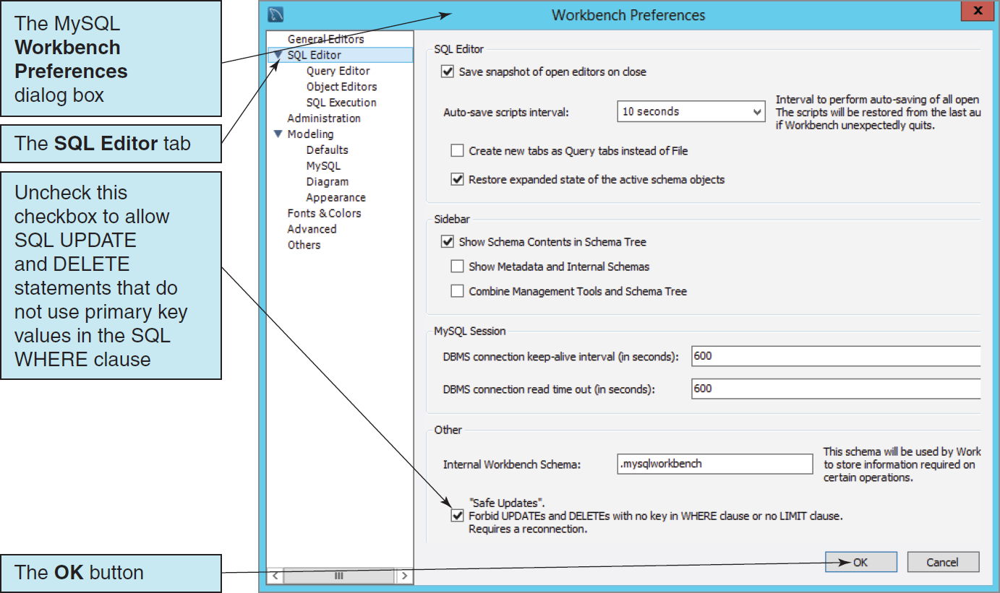 The MySQL
Workbench
Preferences
dialog box
The SQL Editor tab
Uncheck this
checkbox to allow
SQL UPDATE
and DELETE
statements that do
not use primary key
values in the SQL
WHERE clause
The OK button
Workbench Preferences
x
General Editors
SQL Editor
Query Editor
Object Editors
SQL Execution
Administration
Modeling
Defaults
MySQL
Diagram
Appearance
Fonts & Colors
Advanced
Others
SQL Editor
Save snapshot of open editors on close
Auto-save scripts interval:
10 seconds
Interval to perform auto-saving of all open
The scripts will be restored from the last au
if Workbench unexpectedly quits.
Create new tabs as Query tabs instead of File
Restore expanded state of the active schema objects
Sidebar
Show Schema Contents in Schema Tree
Show Metadata and Internal Schemas
Combine Management Tools and Schema Tree
MySQL Session
DBMS connection keep-alive interval (in seconds):
600
DBMS connection read time out (in seconds):
600
Other
Internal Workbench Schema:
.mysqlworkbench
This schema will be used by Work
to store information required on
certain operations.
"Safe Updates".
Forbid UPDATEs and DELETEs with no key in WHERE clause or no LIMIT clause.
Requires a reconnection.
OK
Cancel